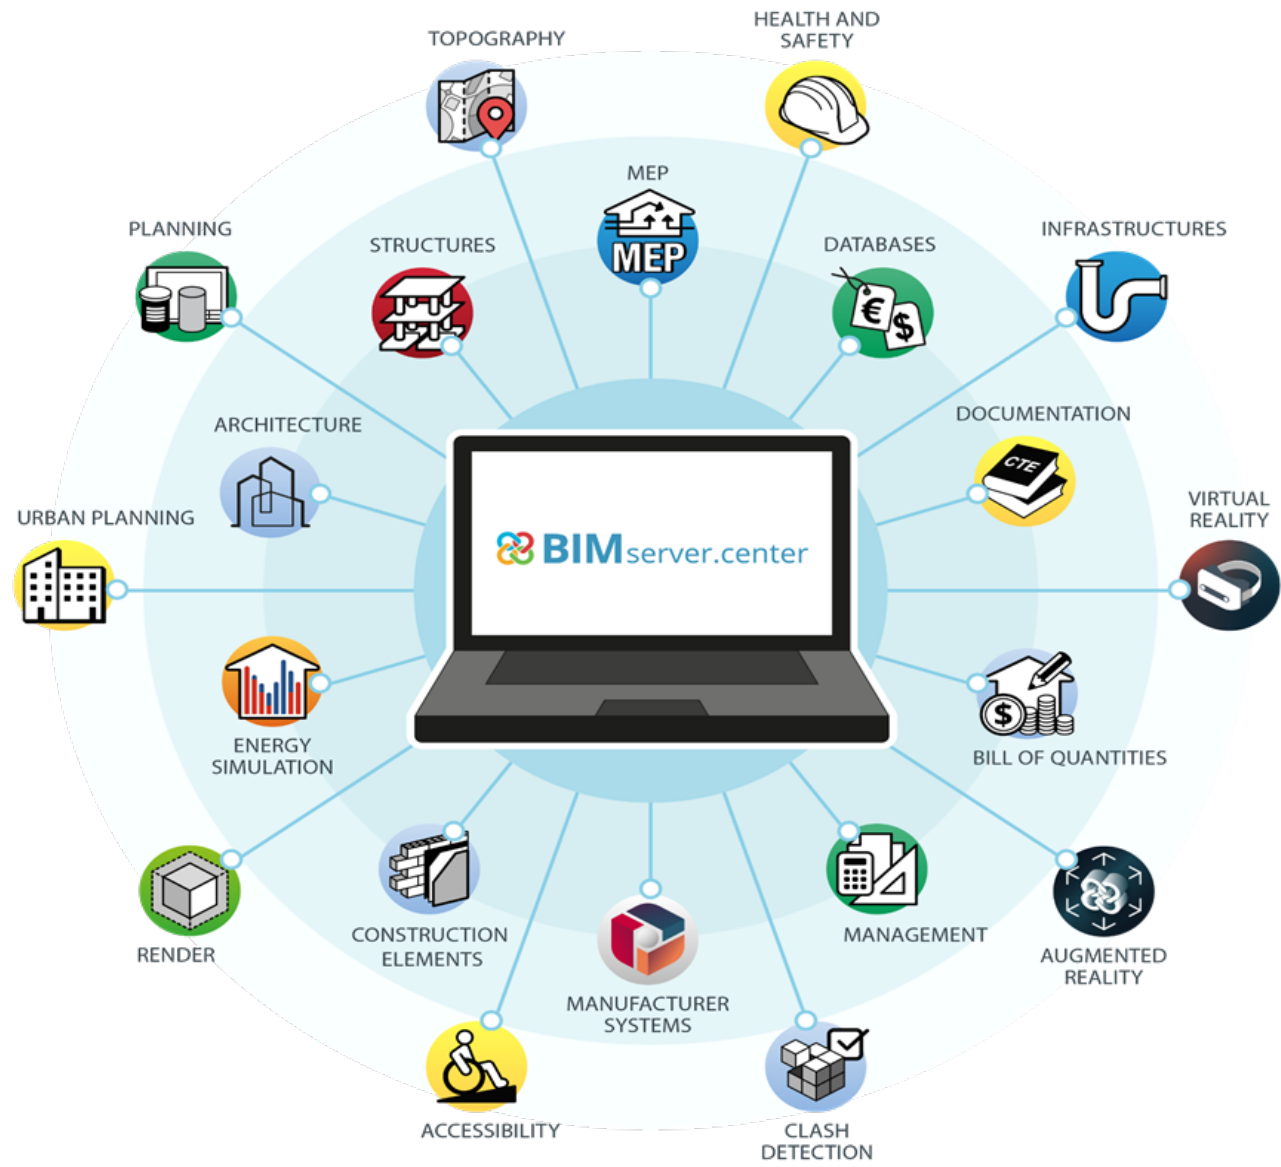 HEALTH AND
SAFETY
TOPOGRAPHY
MEP
MEP
PLANNING
STRUCTURES
DATABASES
€
$
INFRASTRUCTURES
ARCHITECTURE
DOCUMENTATION
CTE
URBAN PLANNING
VIRTUAL
REALITY
BIMserver.center
ENERGY
SIMULATION
$
BILL OF QUANTITIES
RENDER
CONSTRUCTION
ELEMENTS
MANAGEMENT
AUGMENTED
REALITY
MANUFACTURER
SYSTEMS
ACCESSIBILITY
CLASH
DETECTION